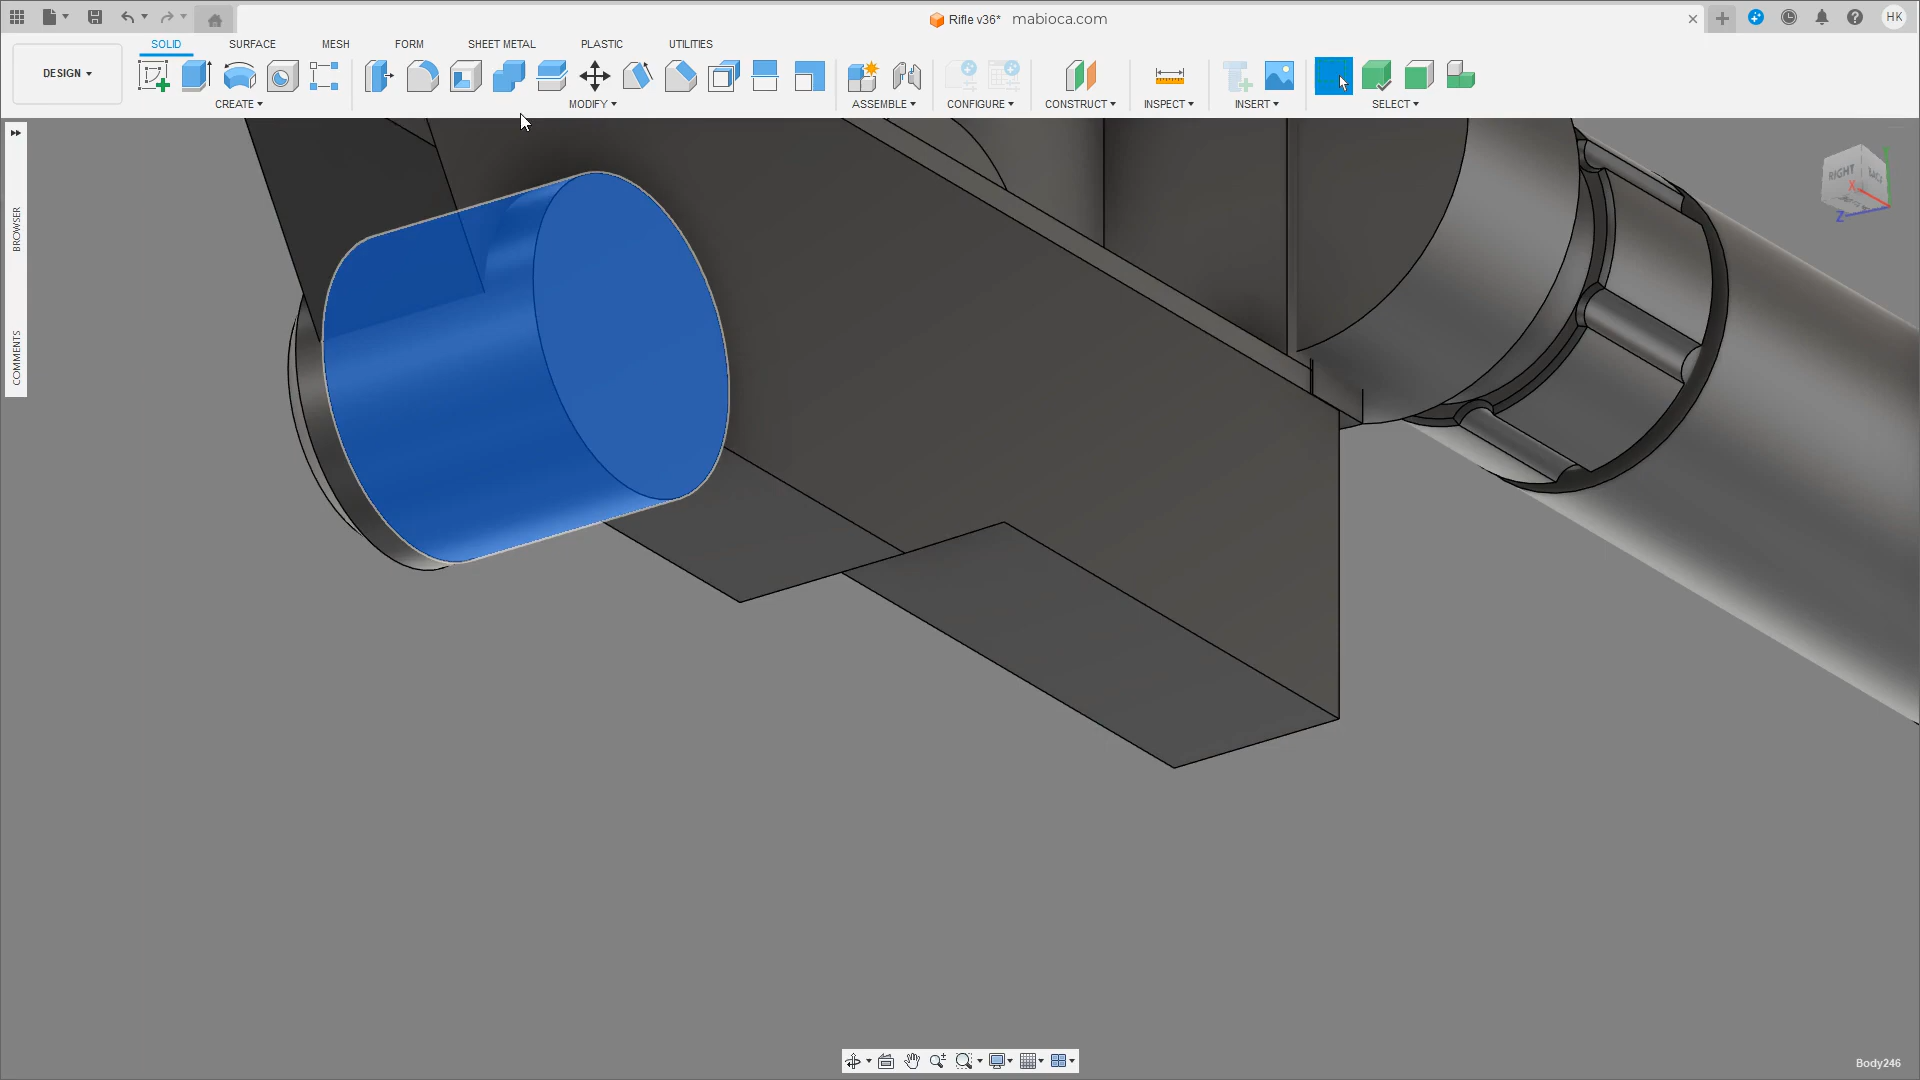 Rifle v36* mabioca.com
HK
DESIGN
SOLID SURFACE MESH FORM SHEET METAL PLASTIC UTILITIES
CREATE MODIFY ASSEMBLE CONFIGURE CONSTRUCT INSPECT INSERT SELECT
BROWSER
COMMENTS
RIGHT
X
Z
Body246